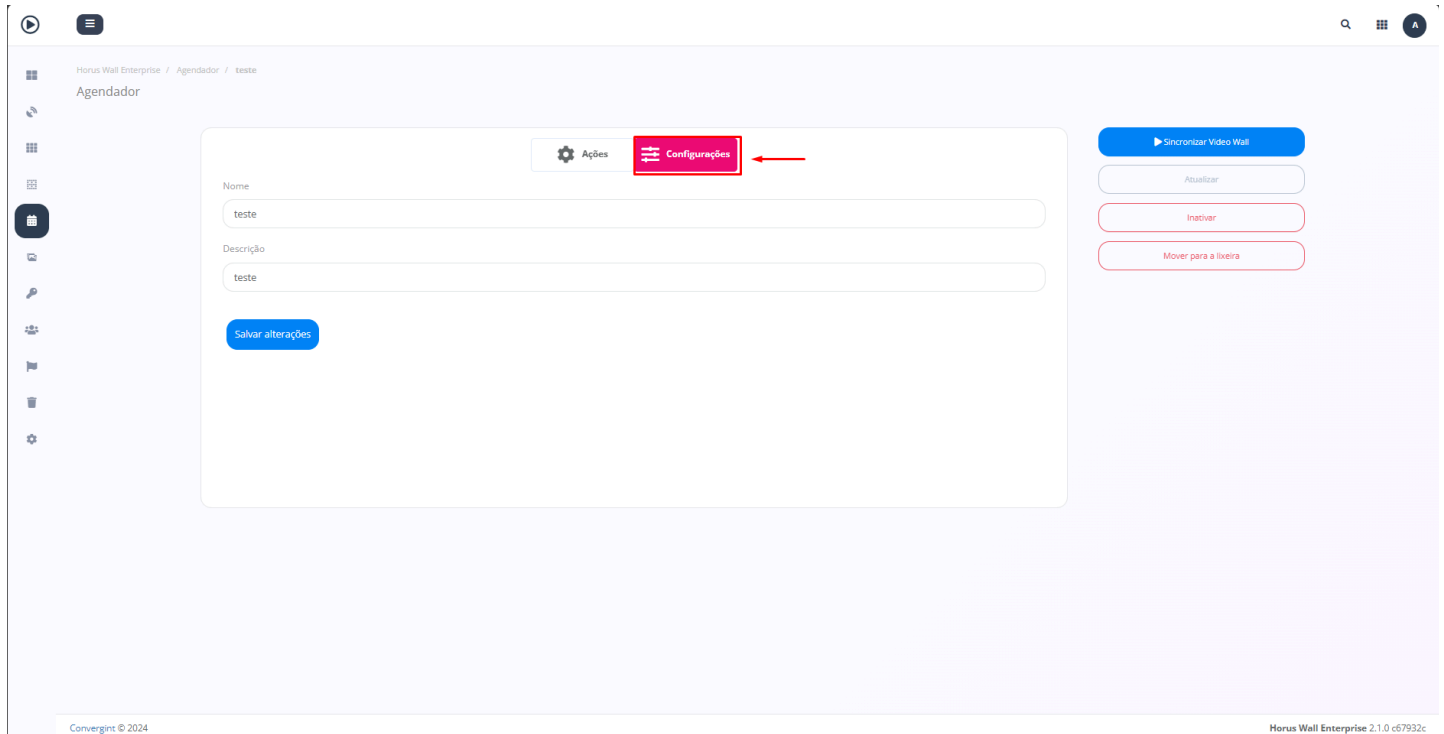 A
Horus Wall Enterprise / Agendador / teste
Agendador
Ações
Configurações
Nome
teste
Descrição
teste
Salvar alterações
Sincronizar Video Wall
Atualizar
Inativar
Mover para a lixeira
Convergint © 2024
Horus Wall Enterprise 2.1.0 c67932c